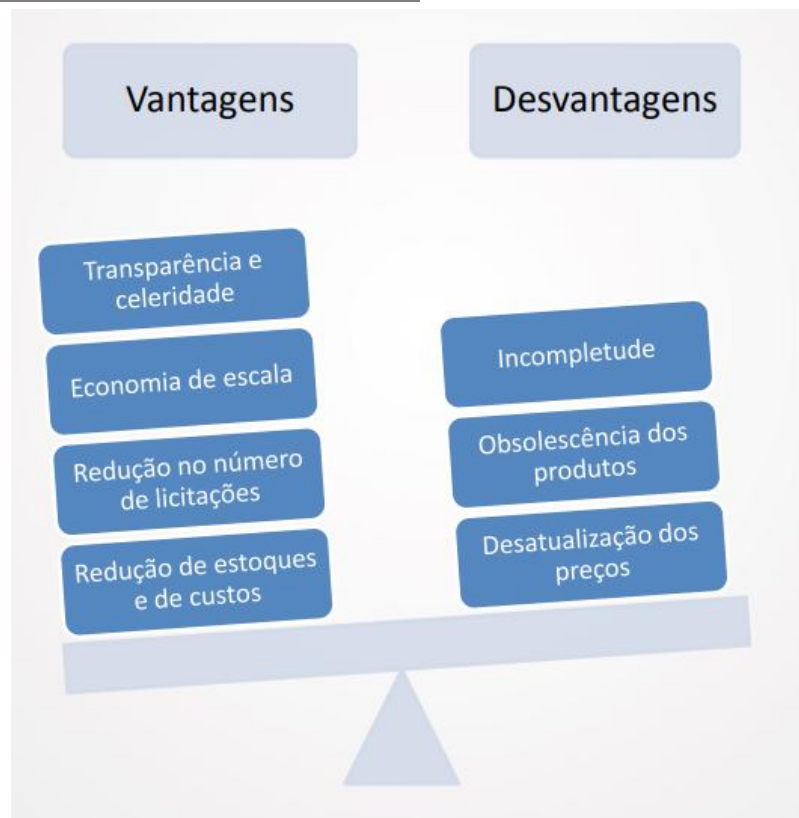 Vantagens
Desvantagens
Transparência e
celeridade
Economia de escala
Redução no número
de licitações
Redução de estoques
e de custos
Incompletude
Obsolescência dos
produtos
Desatualização dos
preços